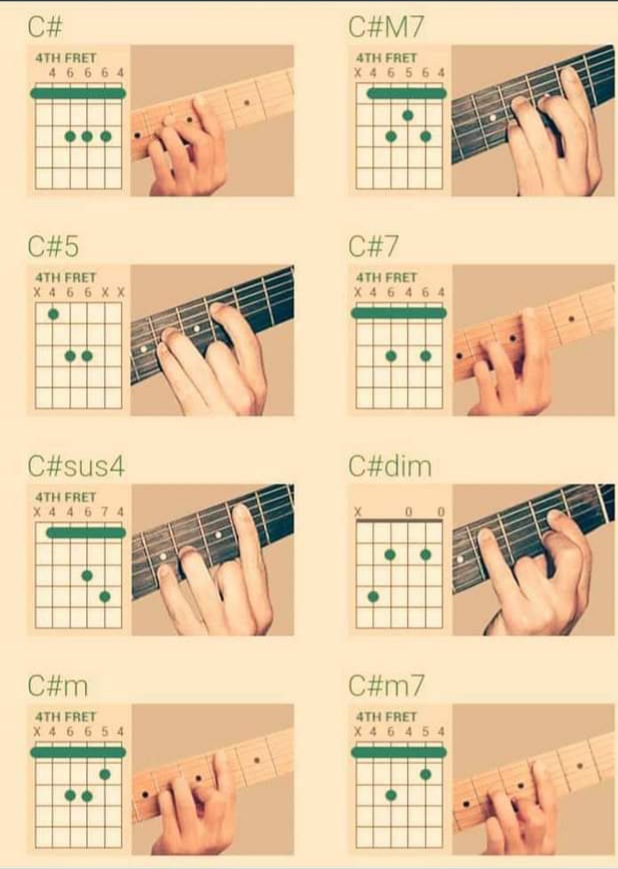 C#
4TH FRET
4 6 6 6 4
C#M7
4TH FRET
X 4 6 5 6 4
C#5
4TH FRET
X 4 6 6 X X
C#7
4TH FRET
X 4 6 4 6 4
C#sus4
4TH FRET
X 4 4 6 7 4
C#dim
X 0 0
C#m
4TH FRET
X 4 6 6 5 4
C#m7
4TH FRET
X 4 6 4 5 4